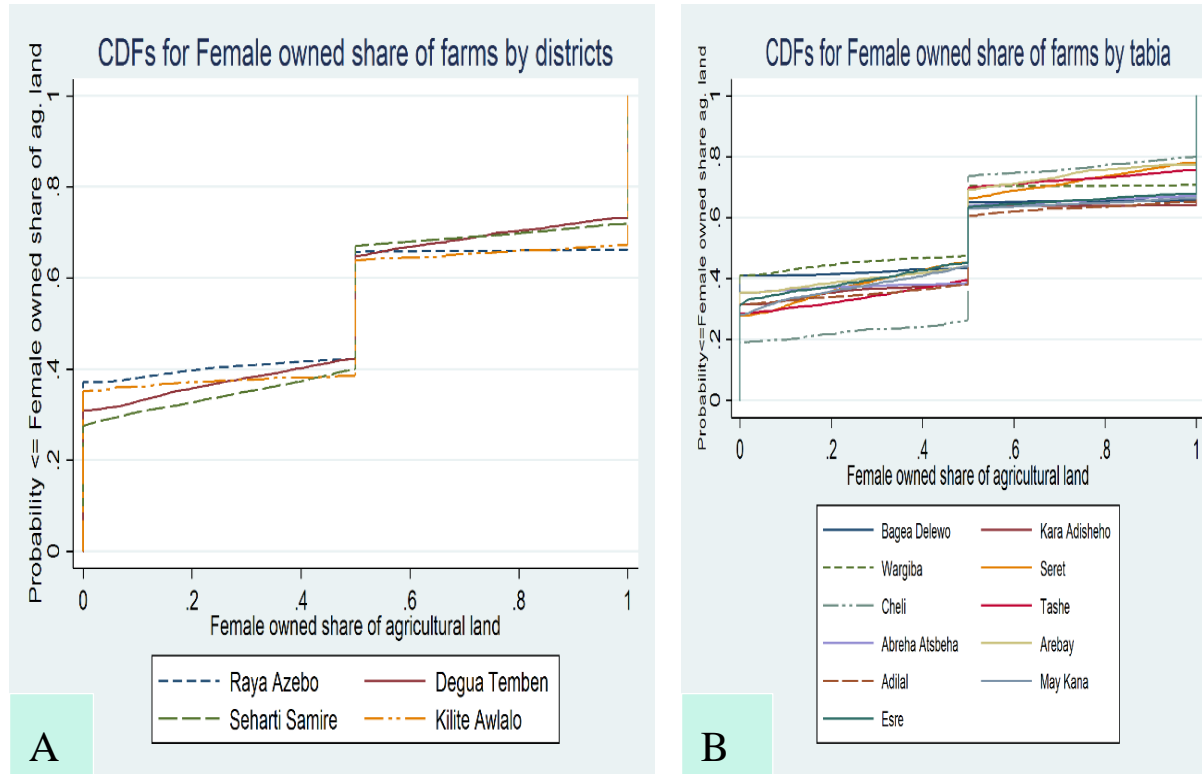 CDFs for Female owned share of farms by districts
Probability <= Female owned share of ag. land
0 .2 .4 .6 .8 1
0 .2 .4 .6 .8 1
Female owned share of agricultural land
Raya Azebo Degua Temben
Seharti Samire Kilite Awlalo
A
CDFs for Female owned share of farms by tabia
Probability<=Female owned share ag. land
0 .2 .4 .6 .8 1
0 .2 .4 .6 .8 1
Female owned share of agricultural land
Bagea Delewo Kara Adisheho
Wargiba Seret
Cheli Tashe
Abreha Atsbeha Arebay
Adilal May Kana
Esre
B